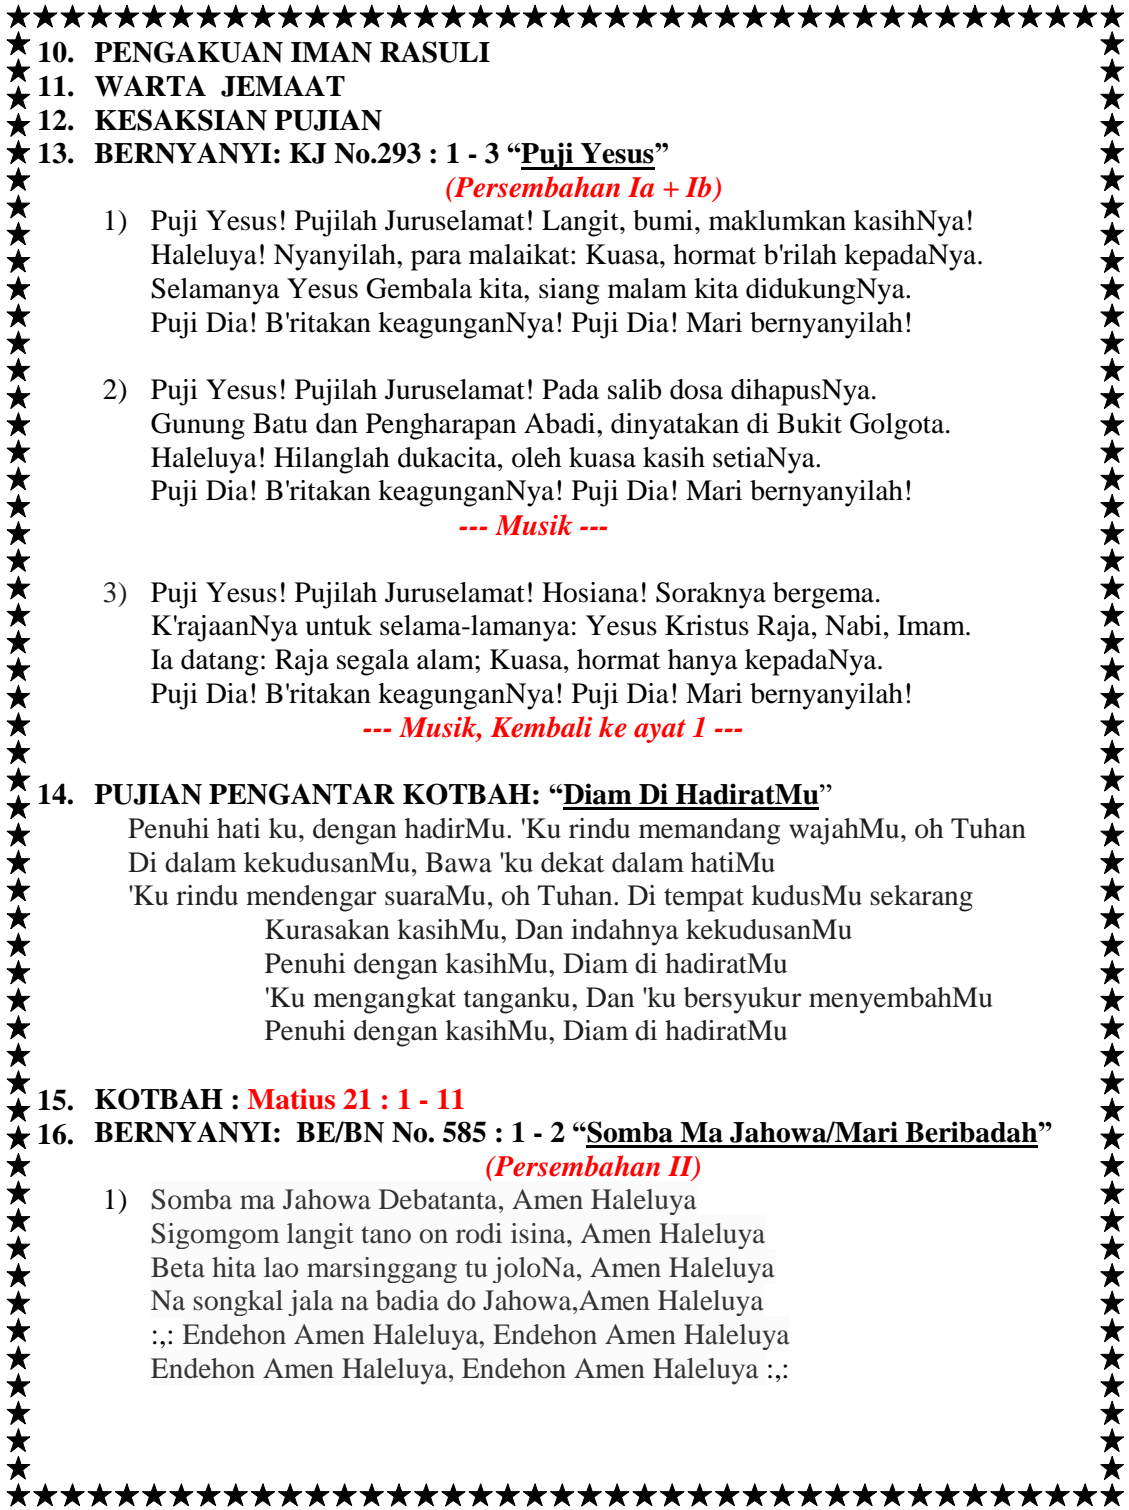 10. PENGAKUAN IMAN RASULI
11. WARTA JEMAAT
12. KESAKSIAN PUJIAN
13. BERNYANYI: KJ No.293 : 1 - 3 “Puji Yesus”
(Persembahan Ia + Ib)
1) Puji Yesus! Pujilah Juruselamat! Langit, bumi, maklumkan kasihNya!
Haleluya! Nyanyilah, para malaikat: Kuasa, hormat b'rilah kepadaNya.
Selamanya Yesus Gembala kita, siang malam kita didukungNya.
Puji Dia! B'ritakan keagunganNya! Puji Dia! Mari bernyanyilah!
2) Puji Yesus! Pujilah Juruselamat! Pada salib dosa dihapusNya.
Gunung Batu dan Pengharapan Abadi, dinyatakan di Bukit Golgota.
Haleluya! Hilanglah dukacita, oleh kuasa kasih setiaNya.
Puji Dia! B'ritakan keagunganNya! Puji Dia! Mari bernyanyilah!
--- Musik ---
3) Puji Yesus! Pujilah Juruselamat! Hosiana! Soraknya bergema.
K'rajaanNya untuk selama-lamanya: Yesus Kristus Raja, Nabi, Imam.
Ia datang: Raja segala alam; Kuasa, hormat hanya kepadaNya.
Puji Dia! B'ritakan keagunganNya! Puji Dia! Mari bernyanyilah!
--- Musik, Kembali ke ayat 1 ---
14. PUJIAN PENGANTAR KOTBAH: “Diam Di HadiratMu”
Penuhi hati ku, dengan hadirMu. 'Ku rindu memandang wajahMu, oh Tuhan
Di dalam kekudusanMu, Bawa 'ku dekat dalam hatiMu
'Ku rindu mendengar suaraMu, oh Tuhan. Di tempat kudusMu sekarang
Kurasakan kasihMu, Dan indahnya kekudusanMu
Penuhi dengan kasihMu, Diam di hadiratMu
'Ku mengangkat tanganku, Dan 'ku bersyukur menyembahMu
Penuhi dengan kasihMu, Diam di hadiratMu
15. KOTBAH : Matius 21 : 1 - 11
16. BERNYANYI: BE/BN No. 585 : 1 - 2 “Somba Ma Jahowa/Mari Beribadah”
(Persembahan II)
1) Somba ma Jahowa Debatanta, Amen Haleluya
Sigomgom langit tano on rodi isina, Amen Haleluya
Beta hita lao marsinggang tu joloNa, Amen Haleluya
Na songkal jala na badia do Jahowa,Amen Haleluya
:,: Endehon Amen Haleluya, Endehon Amen Haleluya
Endehon Amen Haleluya, Endehon Amen Haleluya :,: